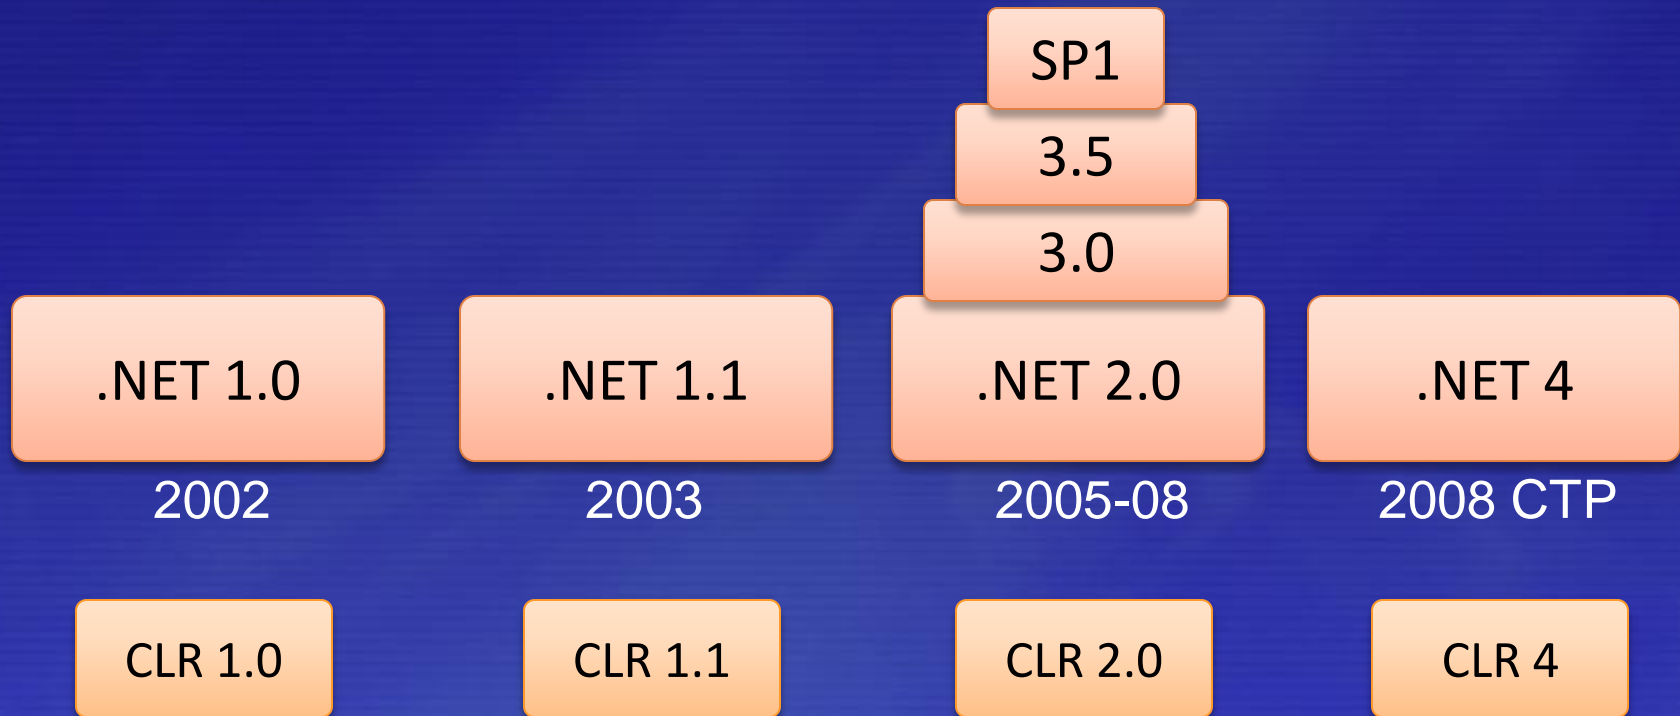 SP1
3.5
3.0
.NET 1.0
.NET 1.1
.NET 2.0
.NET 4
2002
2003
2005-08
2008 CTP
CLR 1.0
CLR 1.1
CLR 2.0
CLR 4